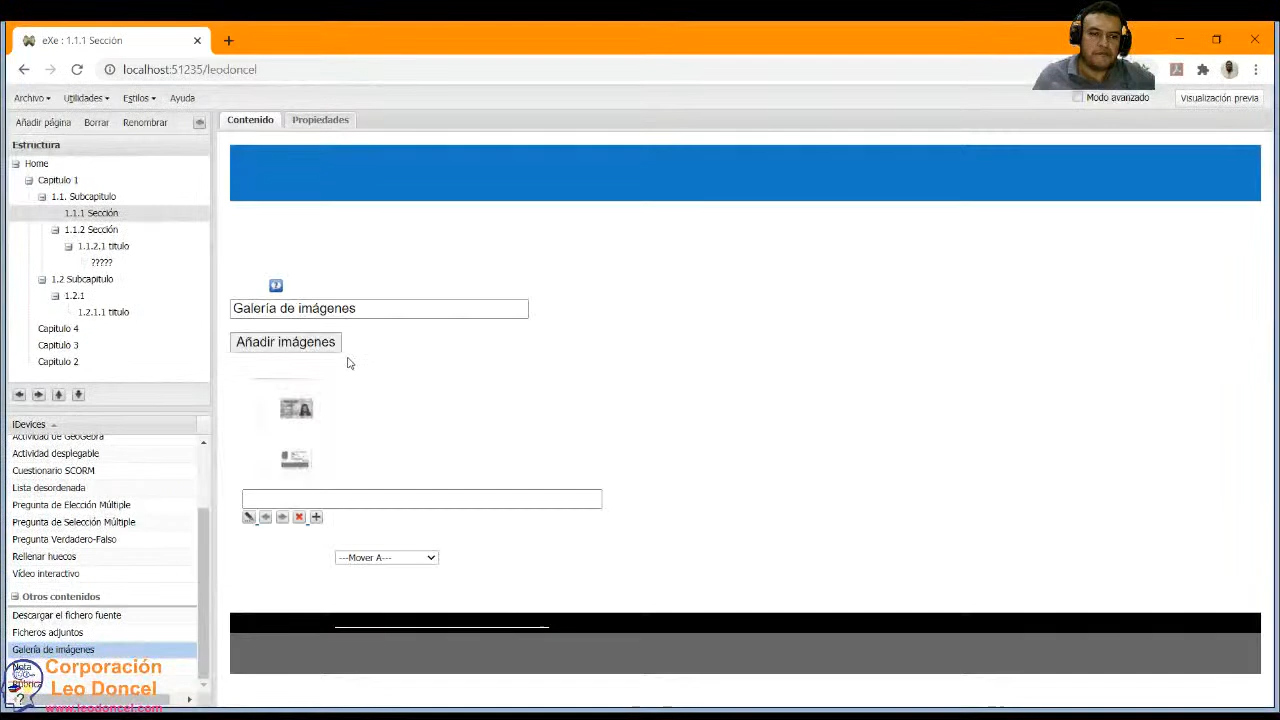 eXe : 1.1.1 Sección
localhost:51235/leodoncel
Archivo Utilidades Estilos Ayuda
Modo avanzado
Visualización previa
Añadir página Borrar Renombrar
Contenido Propiedades
Estructura
Home
Capitulo 1
1.1. Subcapitulo
1.1.1 Sección
1.1.2 Sección
1.1.2.1 titulo
?????
1.2 Subcapitulo
1.2.1
1.2.1.1 titulo
Capitulo 4
Capitulo 3
Capitulo 2
Galería de imágenes
Añadir imágenes
---Mover A---
iDevices
Actividad de GeoGebra
Actividad desplegable
Cuestionario SCORM
Lista desordenada
Pregunta de Elección Múltiple
Pregunta de Selección Múltiple
Pregunta Verdadero-Falso
Rellenar huecos
Vídeo interactivo
Otros contenidos
Descargar el fichero fuente
Ficheros adjuntos
Galería de imágenes
Nota
Corporación
Leo Doncel
www.leodoncel.com